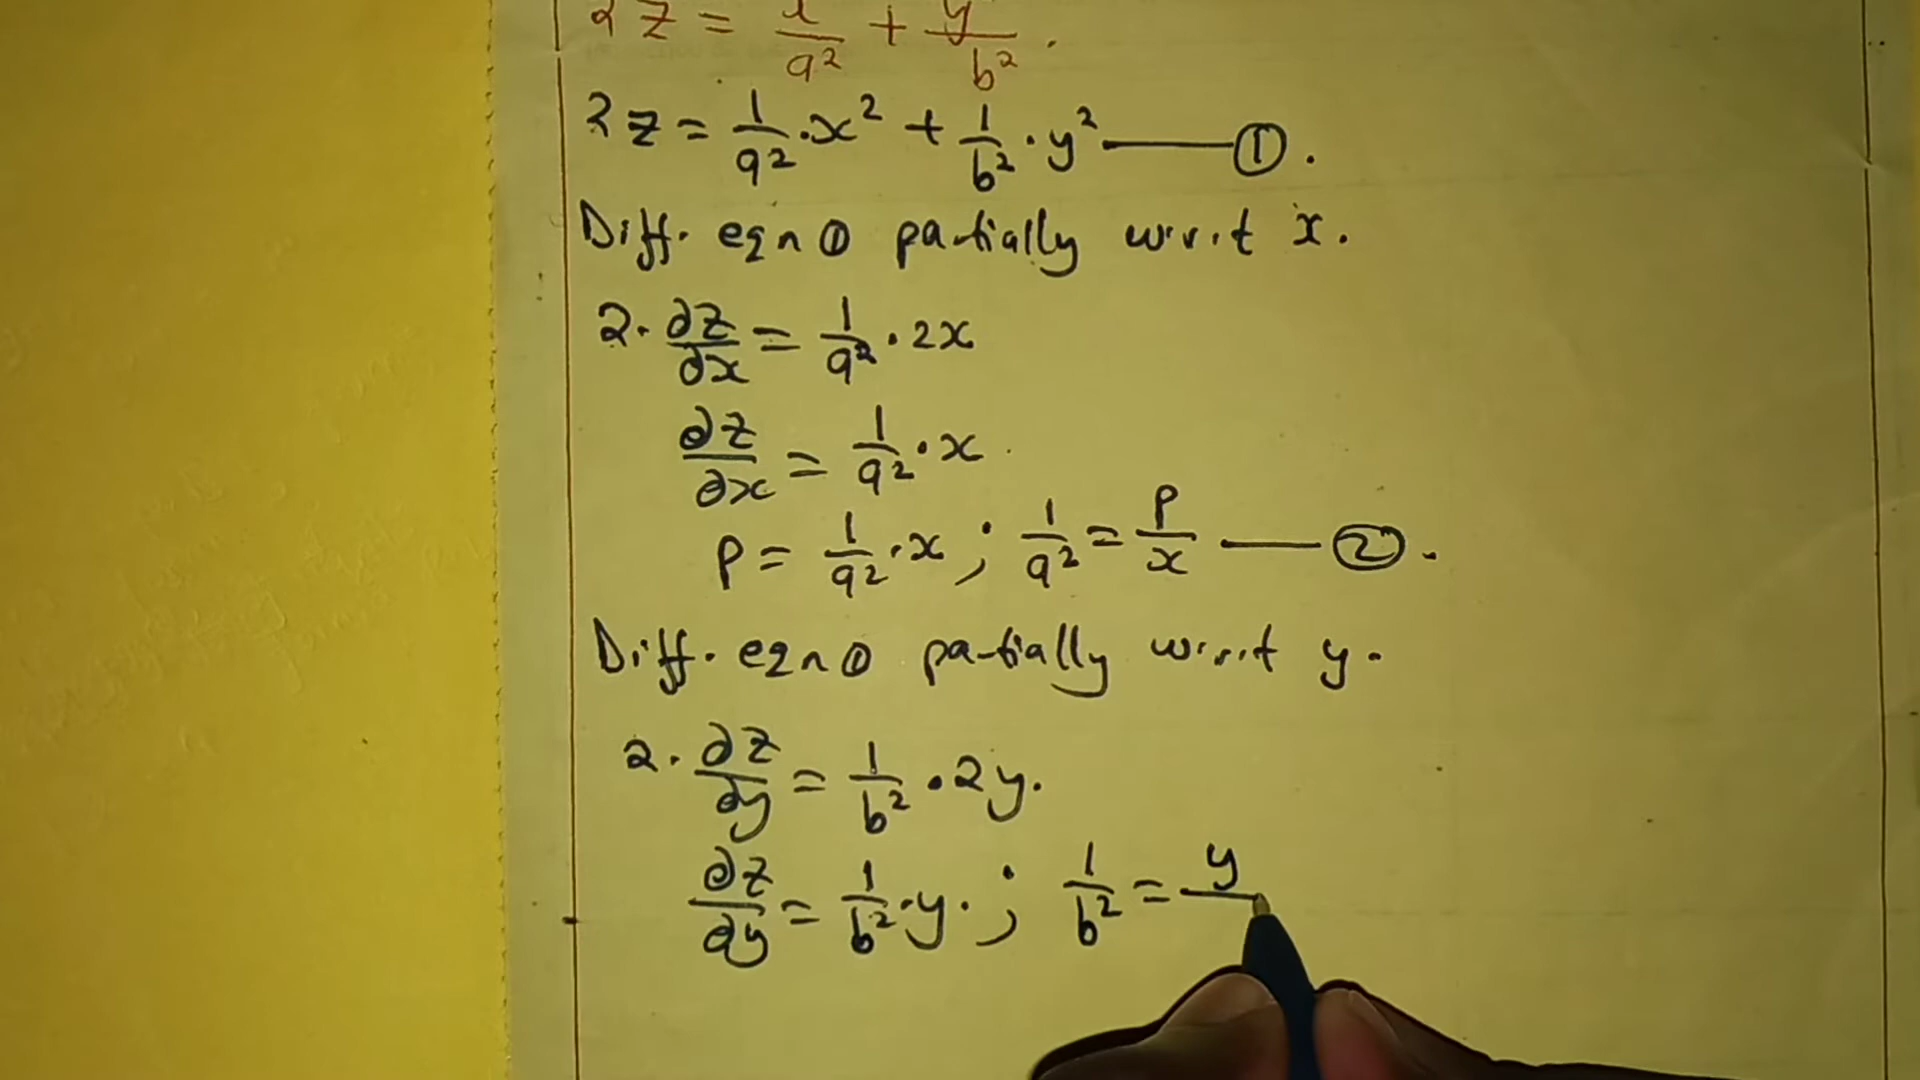 2z = x/a² + y/b².
2z = 1/a² · x² + 1/b² · y² —— ①.
Diff. eqn ① partially w.r.t x.
2 · ∂z/∂x = 1/a² · 2x
∂z/∂x = 1/a² · x
p = 1/a² · x ; 1/a² = p/x —— ②.
Diff. eqn ① partially w.r.t y.
2 · ∂z/∂y = 1/b² · 2y.
∂z/∂y = 1/b² · y. ; 1/b² = y/